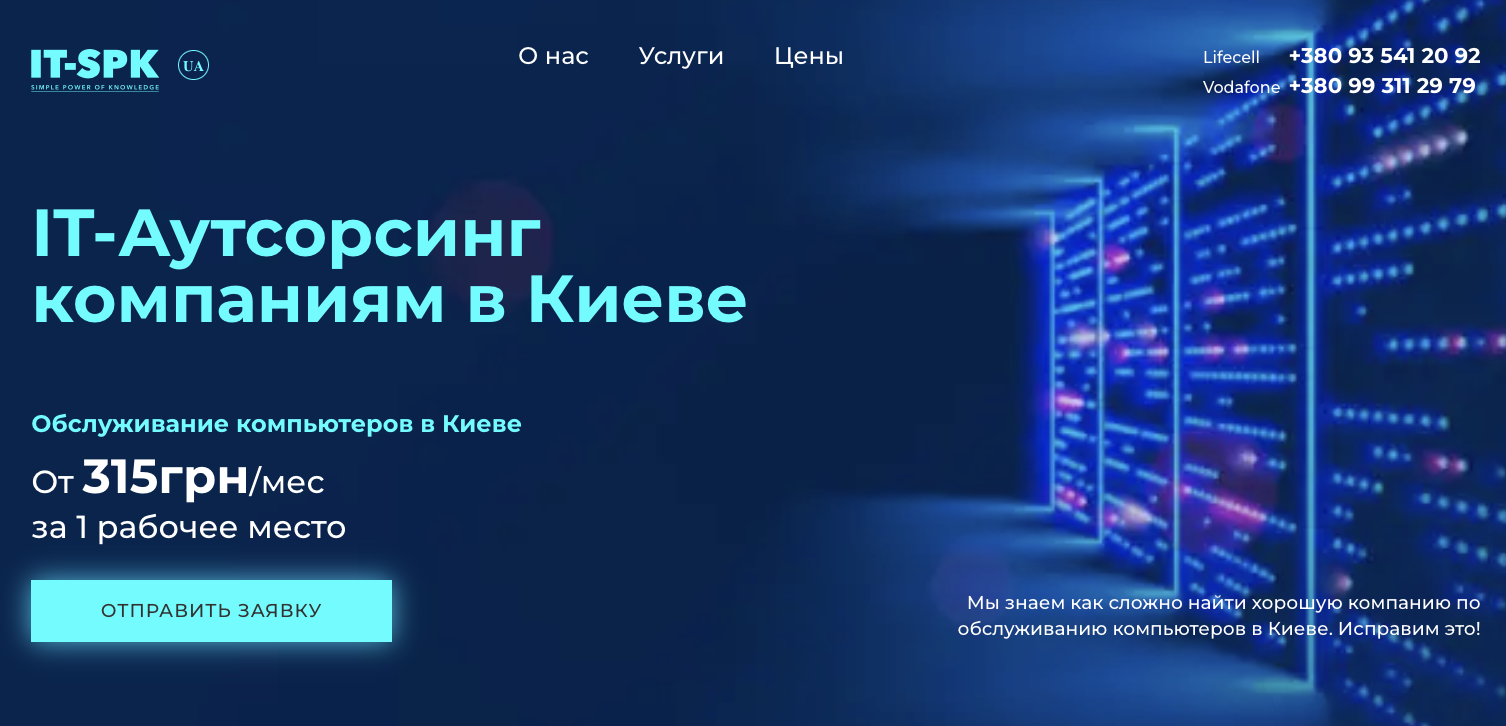 IT-SPK
SIMPLE POWER OF KNOWLEDGE
UA
О нас
Услуги
Цены
Lifecell +380 93 541 20 92
Vodafone +380 99 311 29 79
IT-Аутсорсинг
компаниям в Киеве
Обслуживание компьютеров в Киеве
От 315грн/мес
за 1 рабочее место
ОТПРАВИТЬ ЗАЯВКУ
Мы знаем как сложно найти хорошую компанию по
обслуживанию компьютеров в Киеве. Исправим это!